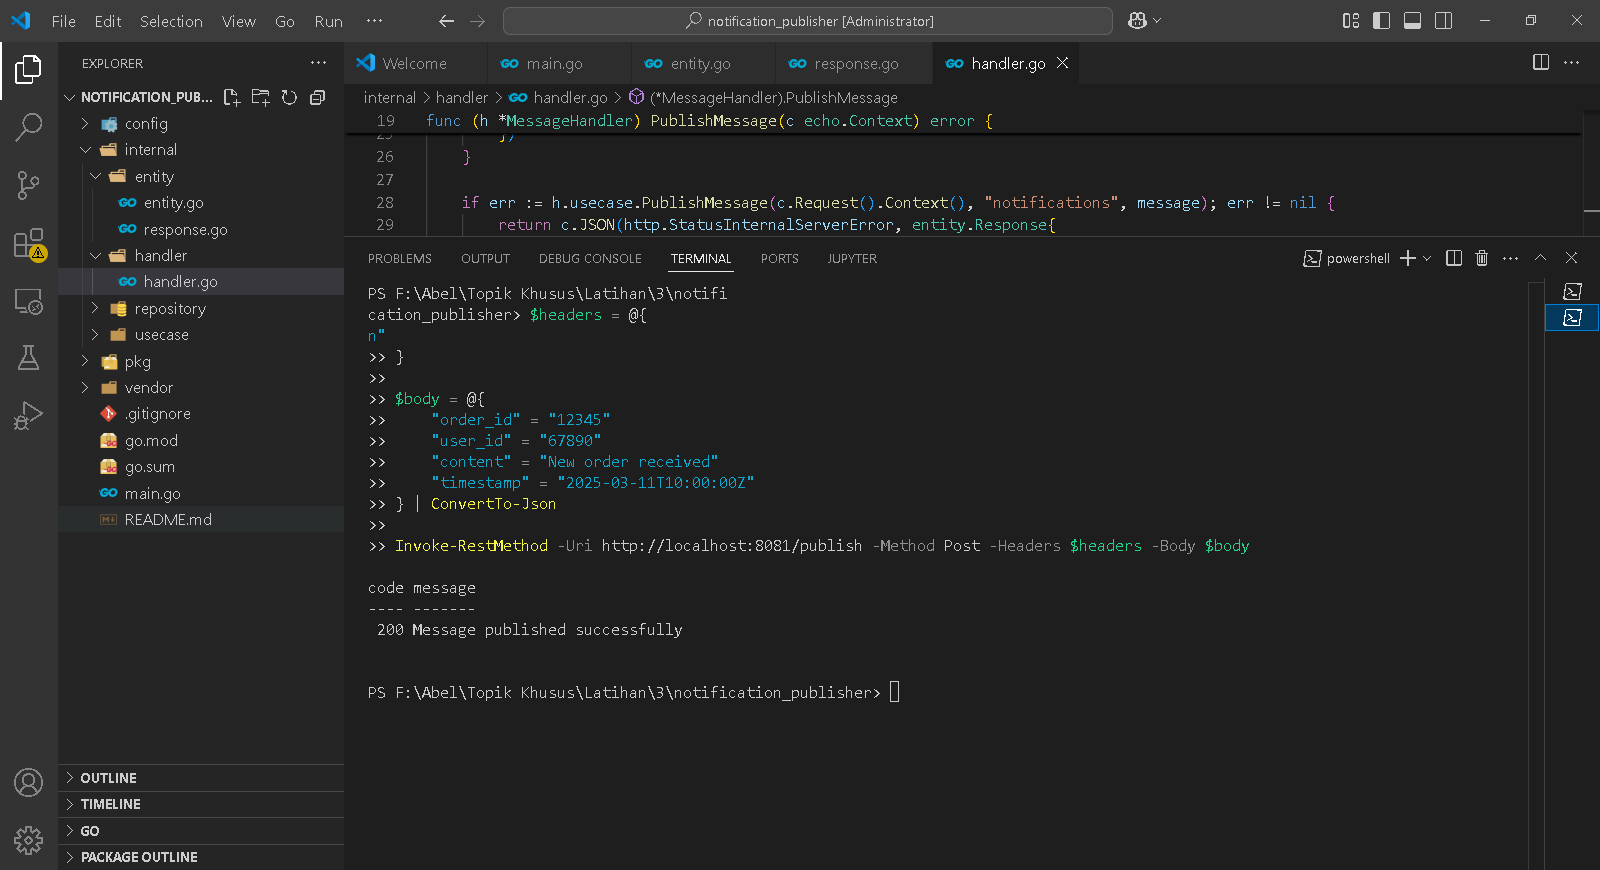 File Edit Selection View Go Run ···
notification_publisher [Administrator]
EXPLORER
NOTIFICATION_PUB...
config
internal
entity
entity.go
response.go
handler
handler.go
repository
usecase
pkg
vendor
.gitignore
go.mod
go.sum
main.go
README.md
OUTLINE
TIMELINE
GO
PACKAGE OUTLINE
Welcome
main.go
entity.go
response.go
handler.go
internal > handler > handler.go > (*MessageHandler).PublishMessage
19 func (h *MessageHandler) PublishMessage(c echo.Context) error {
25 })
26 }
27
28 if err := h.usecase.PublishMessage(c.Request().Context(), "notifications", message); err != nil {
29 return c.JSON(http.StatusInternalServerError, entity.Response{
PROBLEMS OUTPUT DEBUG CONSOLE TERMINAL PORTS JUPYTER
powershell
PS F:\Abel\Topik Khusus\Latihan\3\notifi
cation_publisher> $headers = @{
n"
>> }
>>
>> $body = @{
>>     "order_id" = "12345"
>>     "user_id" = "67890"
>>     "content" = "New order received"
>>     "timestamp" = "2025-03-11T10:00:00Z"
>> } | ConvertTo-Json
>>
>> Invoke-RestMethod -Uri http://localhost:8081/publish -Method Post -Headers $headers -Body $body
code message
---- -------
200 Message published successfully
PS F:\Abel\Topik Khusus\Latihan\3\notification_publisher>